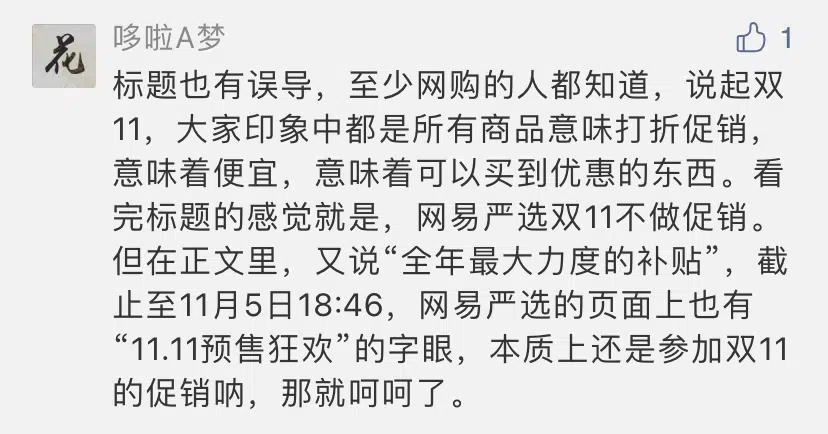 哆啦A梦
1
花
标题也有误导，至少网购的人都知道，说起双
11，大家印象中都是所有商品意味打折促销，
意味着便宜，意味着可以买到优惠的东西。看
完标题的感觉就是，网易严选双11不做促销。
但在正文里，又说“全年最大力度的补贴”，截
止至11月5日18:46，网易严选的页面上也有
“11.11预售狂欢”的字眼，本质上还是参加双11
的促销呐，那就呵呵了。